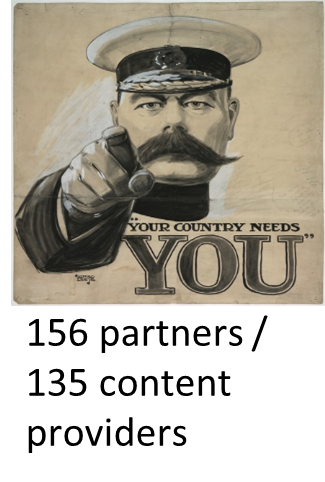 "YOUR COUNTRY NEEDS
YOU"
156 partners /
135 content
providers